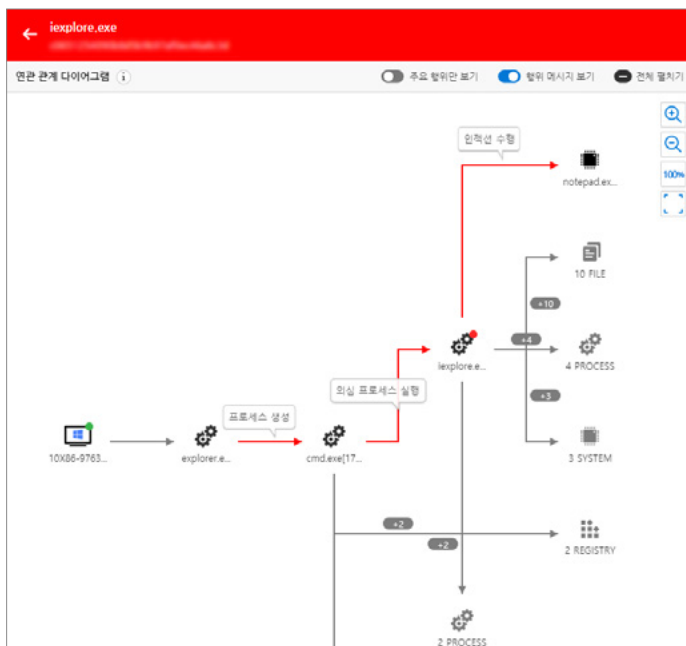 iexplore.exe
연관 관계 다이어그램 i
주요 행위만 보기
행위 메시지 보기
전체 펼치기
인젝션 수행
100%
notepad.ex...
10 FILE
+10
+4
iexplore.e...
4 PROCESS
의심 프로세스 실행
+3
프로세스 생성
10X86-9763...
explorer.e...
cmd.exe[17...
3 SYSTEM
+2
+2
2 REGISTRY
2 PROCESS